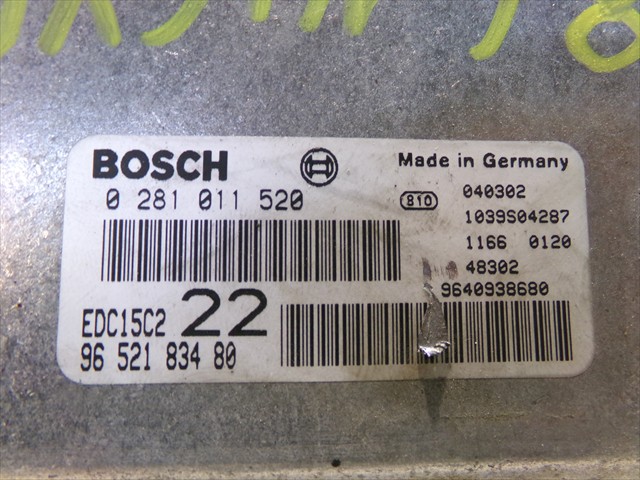 BOSCH
Made in Germany
0 281 011 520
810
040302
1039S04287
1166 0120
48302
9640938680
EDC15C2 22
96 521 834 80